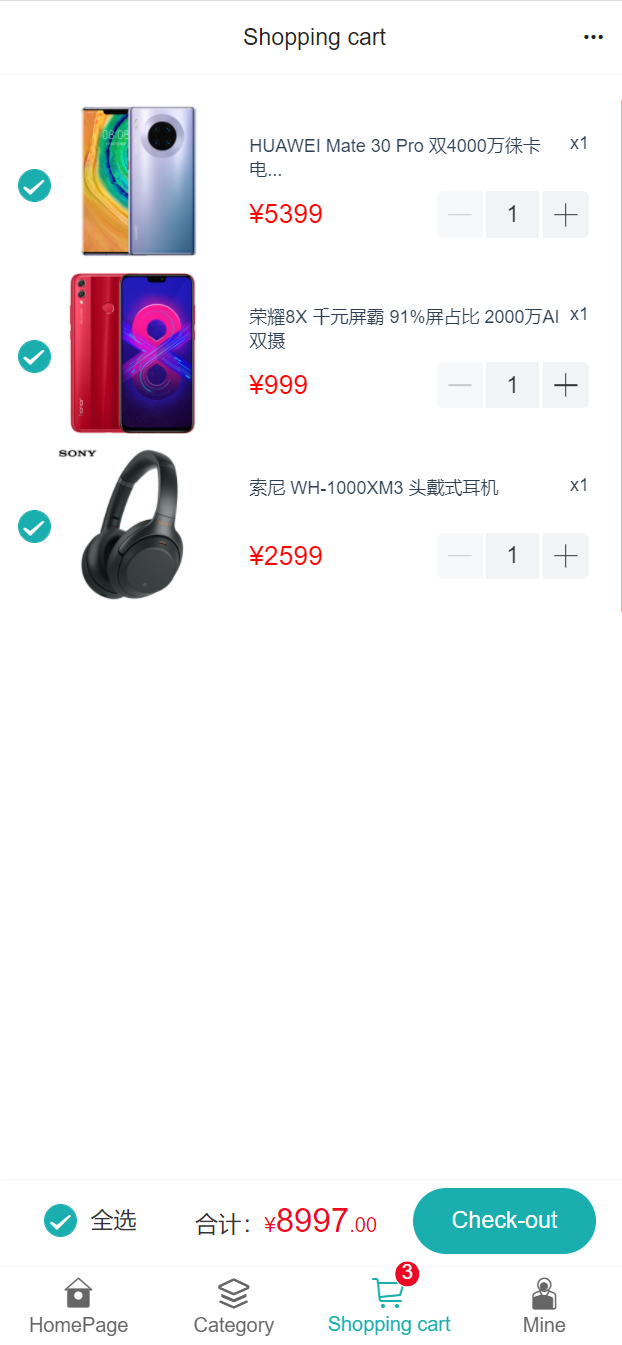 Shopping cart
HUAWEI Mate 30 Pro 双4000万徕卡
电...
x1
¥5399
1
荣耀8X 千元屏霸 91%屏占比 2000万AI
双摄
x1
¥999
1
SONY
索尼 WH-1000XM3 头戴式耳机
x1
¥2599
1
全选
合计：¥8997.00
Check-out
3
HomePage
Category
Shopping cart
Mine